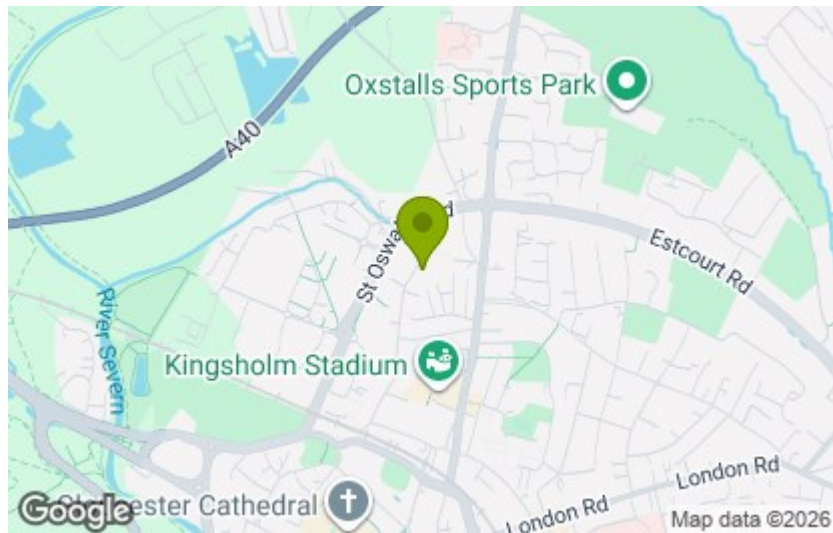 Oxstalls Sports Park
A40
St Oswa
d
Estcourt Rd
River Severn
Kingsholm Stadium
London Rd
London Rd
ester Cathedral
Google
Map data ©2026